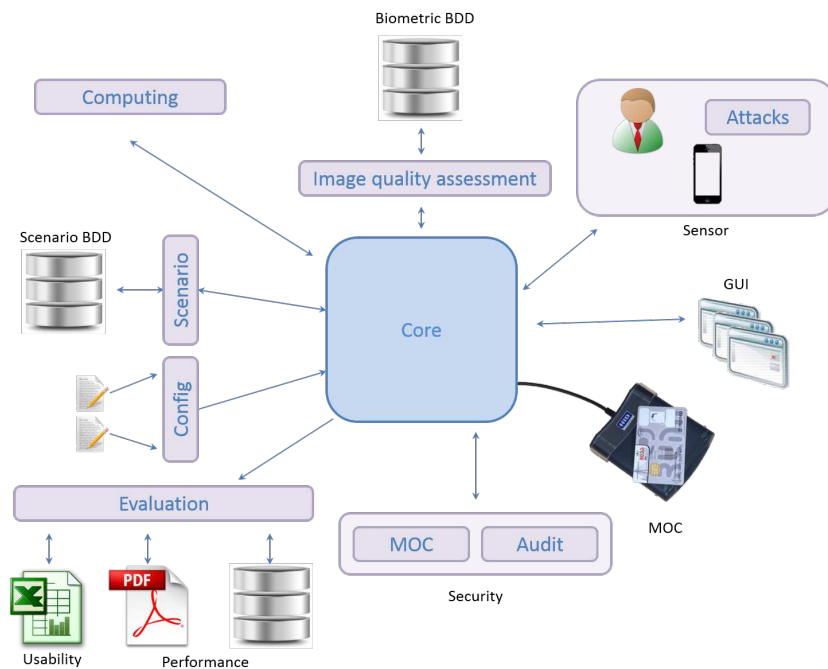 Biometric BDD
Computing
Attacks
Image quality assessment
Sensor
Scenario BDD
Scenario
Core
GUI
Config
MOC
Evaluation
MOC
Audit
Security
PDF
Usability
Performance